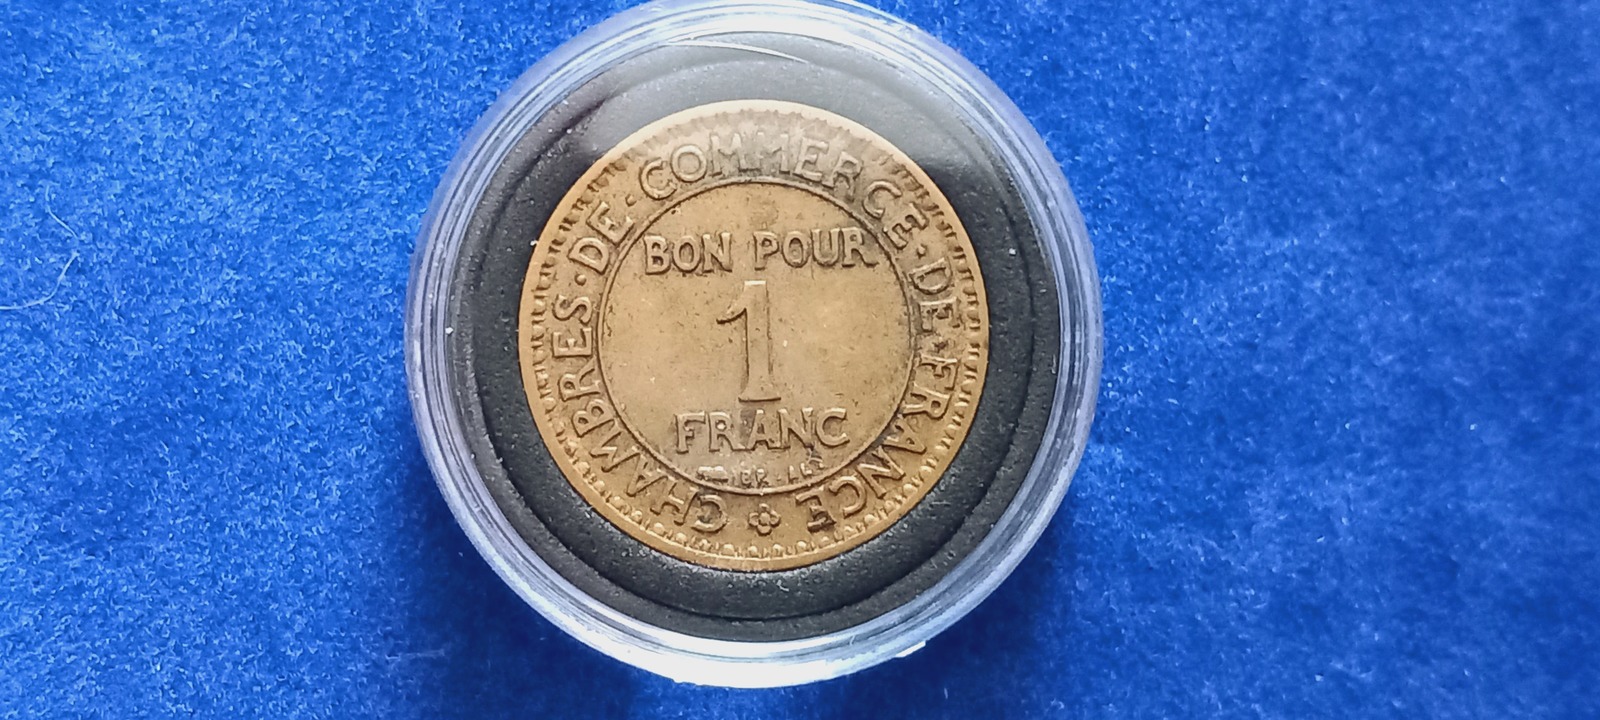 CHAMBRES · DE · COMMERCE · DE · FRANCE
BON POUR
1
FRANC